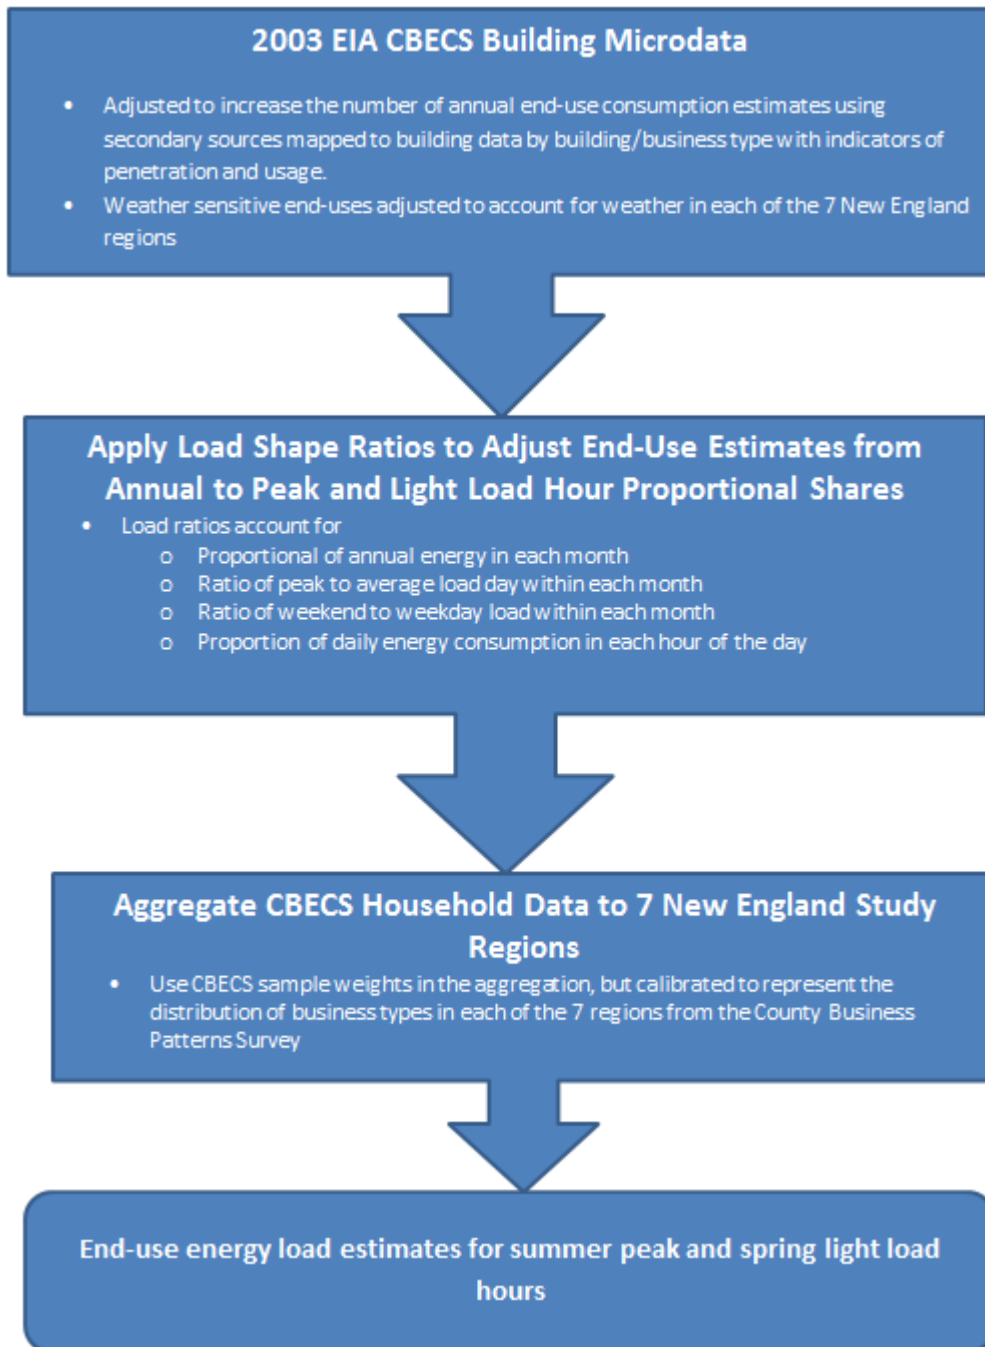 2003 EIA CBECS Building Microdata
• Adjusted to increase the number of annual end-use consumption estimates using
secondary sources mapped to building data by building/business type with indicators of
penetration and usage.
• Weather sensitive end-uses adjusted to account for weather in each of the 7 New England
regions
Apply Load Shape Ratios to Adjust End-Use Estimates from
Annual to Peak and Light Load Hour Proportional Shares
• Load ratios account for
o Proportional of annual energy in each month
o Ratio of peak to average load day within each month
o Ratio of weekend to weekday load within each month
o Proportion of daily energy consumption in each hour of the day
Aggregate CBECS Household Data to 7 New England Study
Regions
• Use CBECS sample weights in the aggregation, but calibrated to represent the
distribution of business types in each of the 7 regions from the County Business
Patterns Survey
End-use energy load estimates for summer peak and spring light load
hours